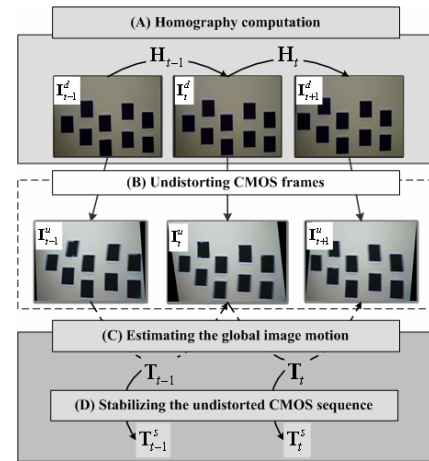 (A) Homography computation
H_{t-1} H_t
I^d_{t-1} I^d_t I^d_{t+1}
(B) Undistorting CMOS frames
I^u_{t-1} I^u_t I^u_{t+1}
(C) Estimating the global image motion
T_{t-1} T_t
(D) Stabilizing the undistorted CMOS sequence
T^s_{t-1} T^s_t